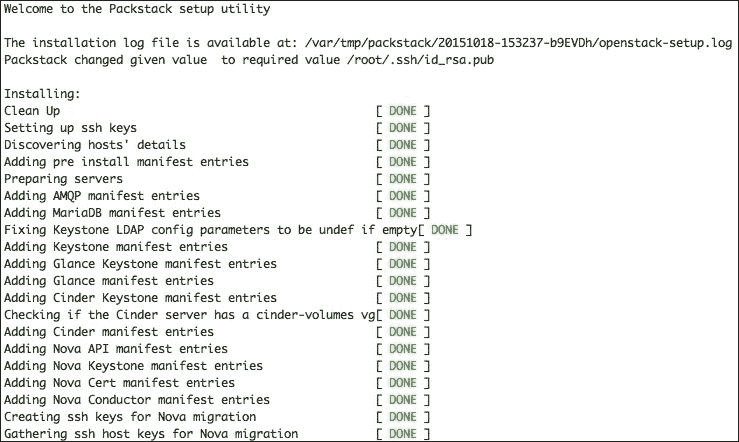 Welcome to the Packstack setup utility
The installation log file is available at: /var/tmp/packstack/20151018-153237-b9EVDh/openstack-setup.log
Packstack changed given value  to required value /root/.ssh/id_rsa.pub
Installing:
Clean Up                                             [ DONE ]
Setting up ssh keys                                  [ DONE ]
Discovering hosts' details                           [ DONE ]
Adding pre install manifest entries                  [ DONE ]
Preparing servers                                    [ DONE ]
Adding AMQP manifest entries                         [ DONE ]
Adding MariaDB manifest entries                      [ DONE ]
Fixing Keystone LDAP config parameters to be undef if empty[ DONE ]
Adding Keystone manifest entries                     [ DONE ]
Adding Glance Keystone manifest entries              [ DONE ]
Adding Glance manifest entries                       [ DONE ]
Adding Cinder Keystone manifest entries              [ DONE ]
Checking if the Cinder server has a cinder-volumes vg[ DONE ]
Adding Cinder manifest entries                       [ DONE ]
Adding Nova API manifest entries                     [ DONE ]
Adding Nova Keystone manifest entries                [ DONE ]
Adding Nova Cert manifest entries                    [ DONE ]
Adding Nova Conductor manifest entries               [ DONE ]
Creating ssh keys for Nova migration                 [ DONE ]
Gathering ssh host keys for Nova migration           [ DONE ]